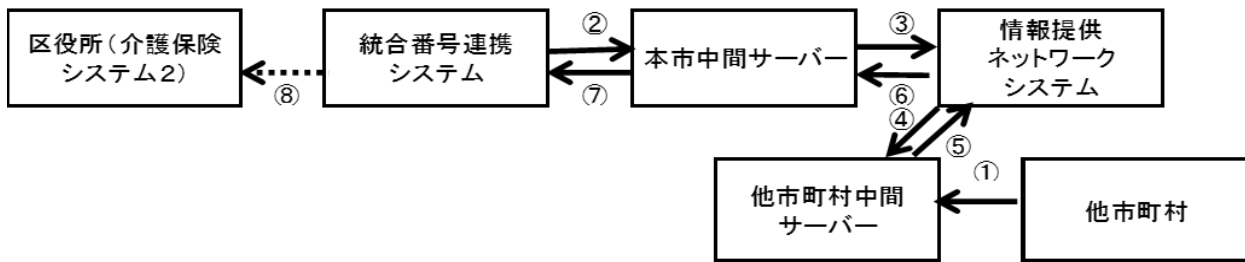 区役所（介護保険
システム２）
⑧
統合番号連携
システム
②
⑦
本市中間サーバー
③
⑥
情報提供
ネットワーク
システム
④
⑤
①
他市町村中間
サーバー
他市町村